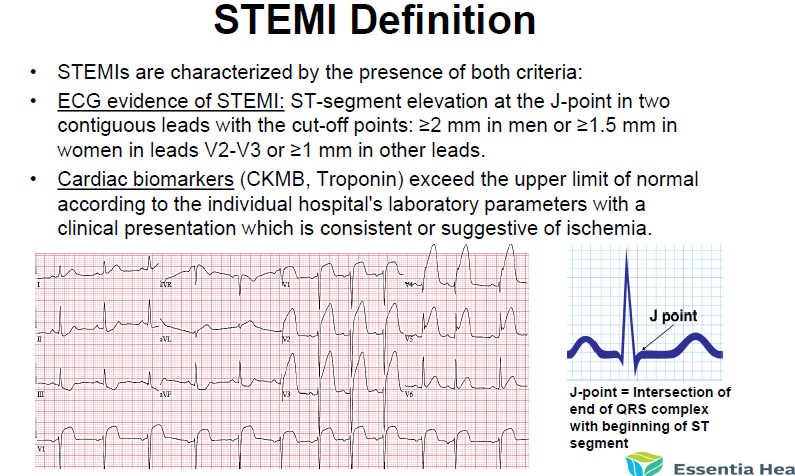 STEMI Definition
• STEMIs are characterized by the presence of both criteria:
• ECG evidence of STEMI: ST-segment elevation at the J-point in two
contiguous leads with the cut-off points: ≥2 mm in men or ≥1.5 mm in
women in leads V2-V3 or ≥1 mm in other leads.
• Cardiac biomarkers (CKMB, Troponin) exceed the upper limit of normal
according to the individual hospital's laboratory parameters with a
clinical presentation which is consistent or suggestive of ischemia.
I aVR V1 V4
II aVL V2 V5
III aVF V3 V6
V1
J point
J-point = Intersection of
end of QRS complex
with beginning of ST
segment
Essentia Hea